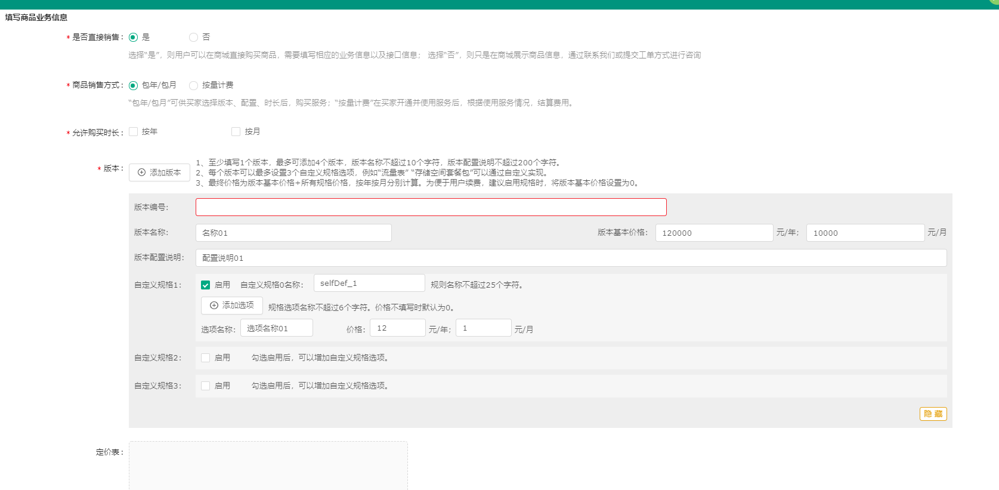 填写商品业务信息
* 是否直接销售： 是 否
选择“是”，则用户可以在商城直接购买商品，需要填写相应的业务信息以及接口信息； 选择“否”，则只是在商城展示商品信息，通过联系我们或提交工单方式进行咨询
* 商品销售方式： 包年/包月 按量计费
“包年/包月”可供买家选择版本、配置、时长后，购买服务；“按量计费”在买家开通并使用服务后，根据使用服务情况，结算费用。
* 允许购买时长： 按年 按月
* 版本： 添加版本
1、至少填写1个版本，最多可添加4个版本，版本名称不超过10个字符，版本配置说明不超过200个字符。
2、每个版本可以最多设置3个自定义规格选项，例如“流量表” “存储空间套餐包”可以通过自定义实现。
3、最终价格为版本基本价格+所有规格价格，按年按月分别计算。为便于用户续费，建议启用规格时，将版本基本价格设置为0。
版本编号：
版本名称： 名称01 版本基本价格： 120000 元/年； 10000 元/月
版本配置说明： 配置说明01
自定义规格1： 启用 自定义规格0名称： selfDef_1 规则名称不超过25个字符。
添加选项 规格选项名称不超过6个字符。价格不填写时默认为0。
选项名称： 选项名称01 价格： 12 元/年； 1 元/月
自定义规格2： 启用 勾选启用后，可以增加自定义规格选项。
自定义规格3： 启用 勾选启用后，可以增加自定义规格选项。
隐 藏
定价表：